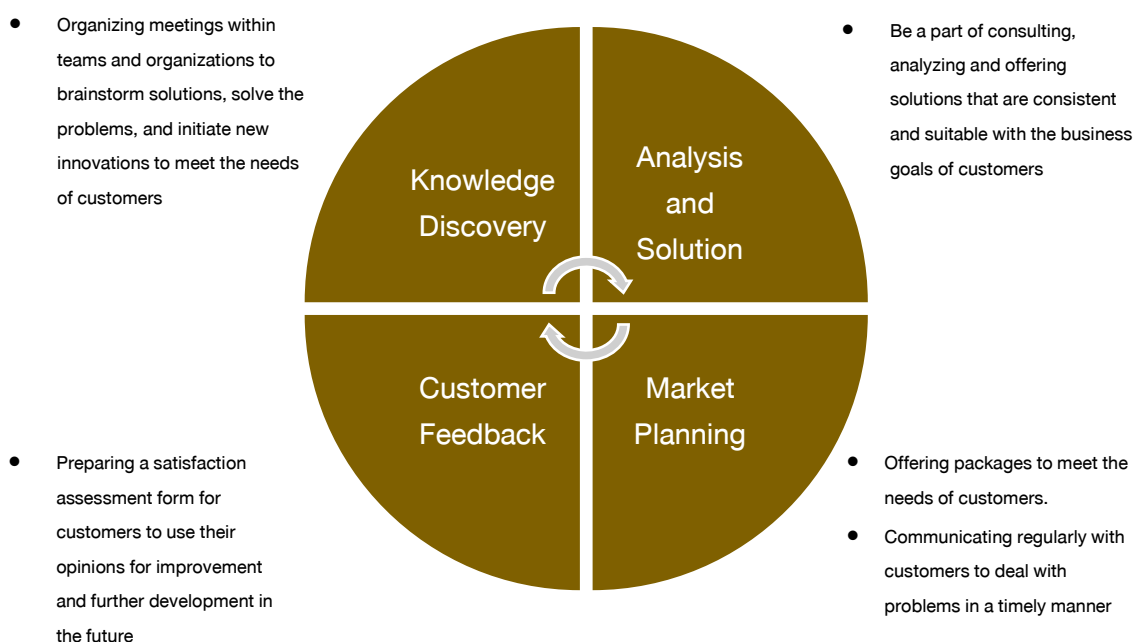 ● Organizing meetings within
teams and organizations to
brainstorm solutions, solve the
problems, and initiate new
innovations to meet the needs
of customers
Knowledge
Discovery
Analysis
and
Solution
● Be a part of consulting,
analyzing and offering
solutions that are consistent
and suitable with the business
goals of customers
Customer
Feedback
Market
Planning
● Preparing a satisfaction
assessment form for
customers to use their
opinions for improvement
and further development in
the future
● Offering packages to meet the
needs of customers.
● Communicating regularly with
customers to deal with
problems in a timely manner